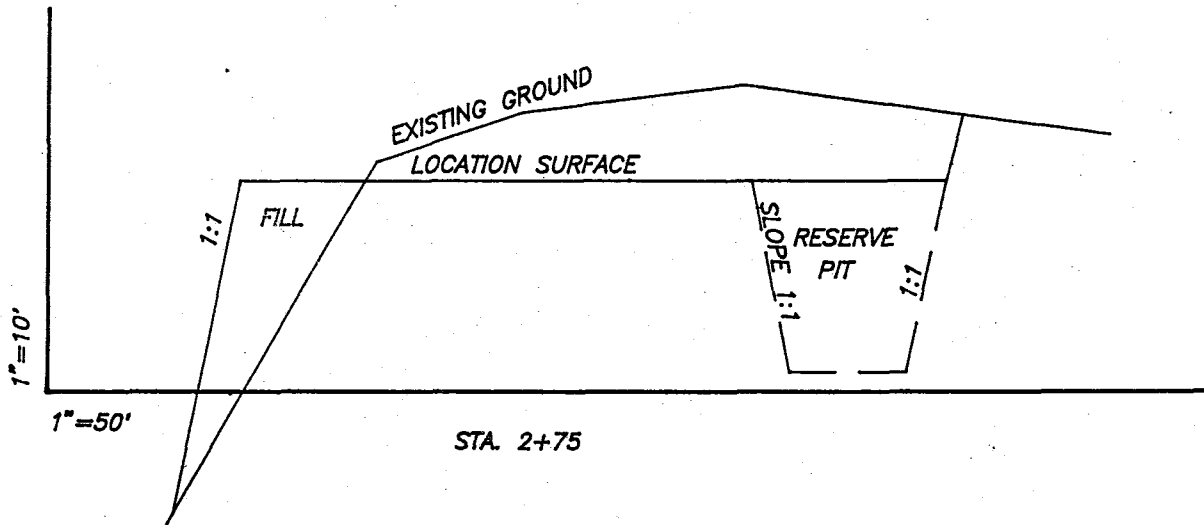 EXISTING GROUND
LOCATION SURFACE
1:1
FILL
SLOPE 1:1
RESERVE
PIT
1:1
1"=10'
1"=50'
STA. 2+75